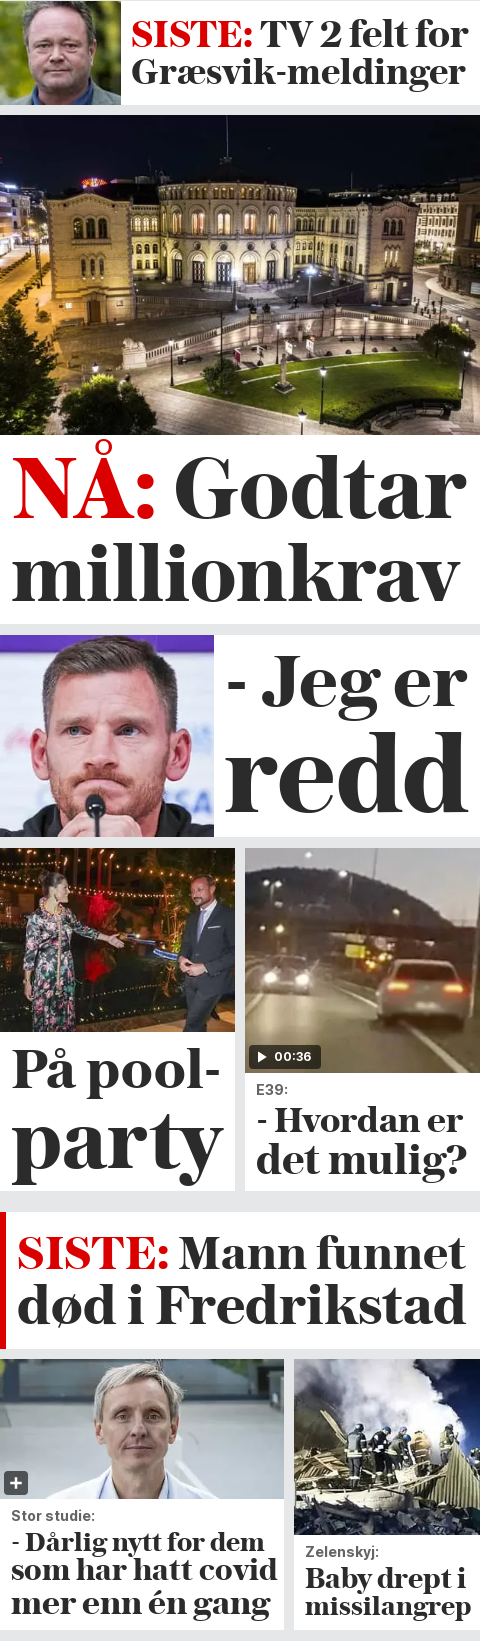 SISTE: TV 2 felt for
Græsvik-meldinger
NÅ: Godtar
millionkrav
- Jeg er
redd
På pool-
party
00:36
E39:
- Hvordan er
det mulig?
SISTE: Mann funnet
død i Fredrikstad
Stor studie:
- Dårlig nytt for dem
som har hatt covid
mer enn én gang
Zelenskyj:
Baby drept i
missilangrep